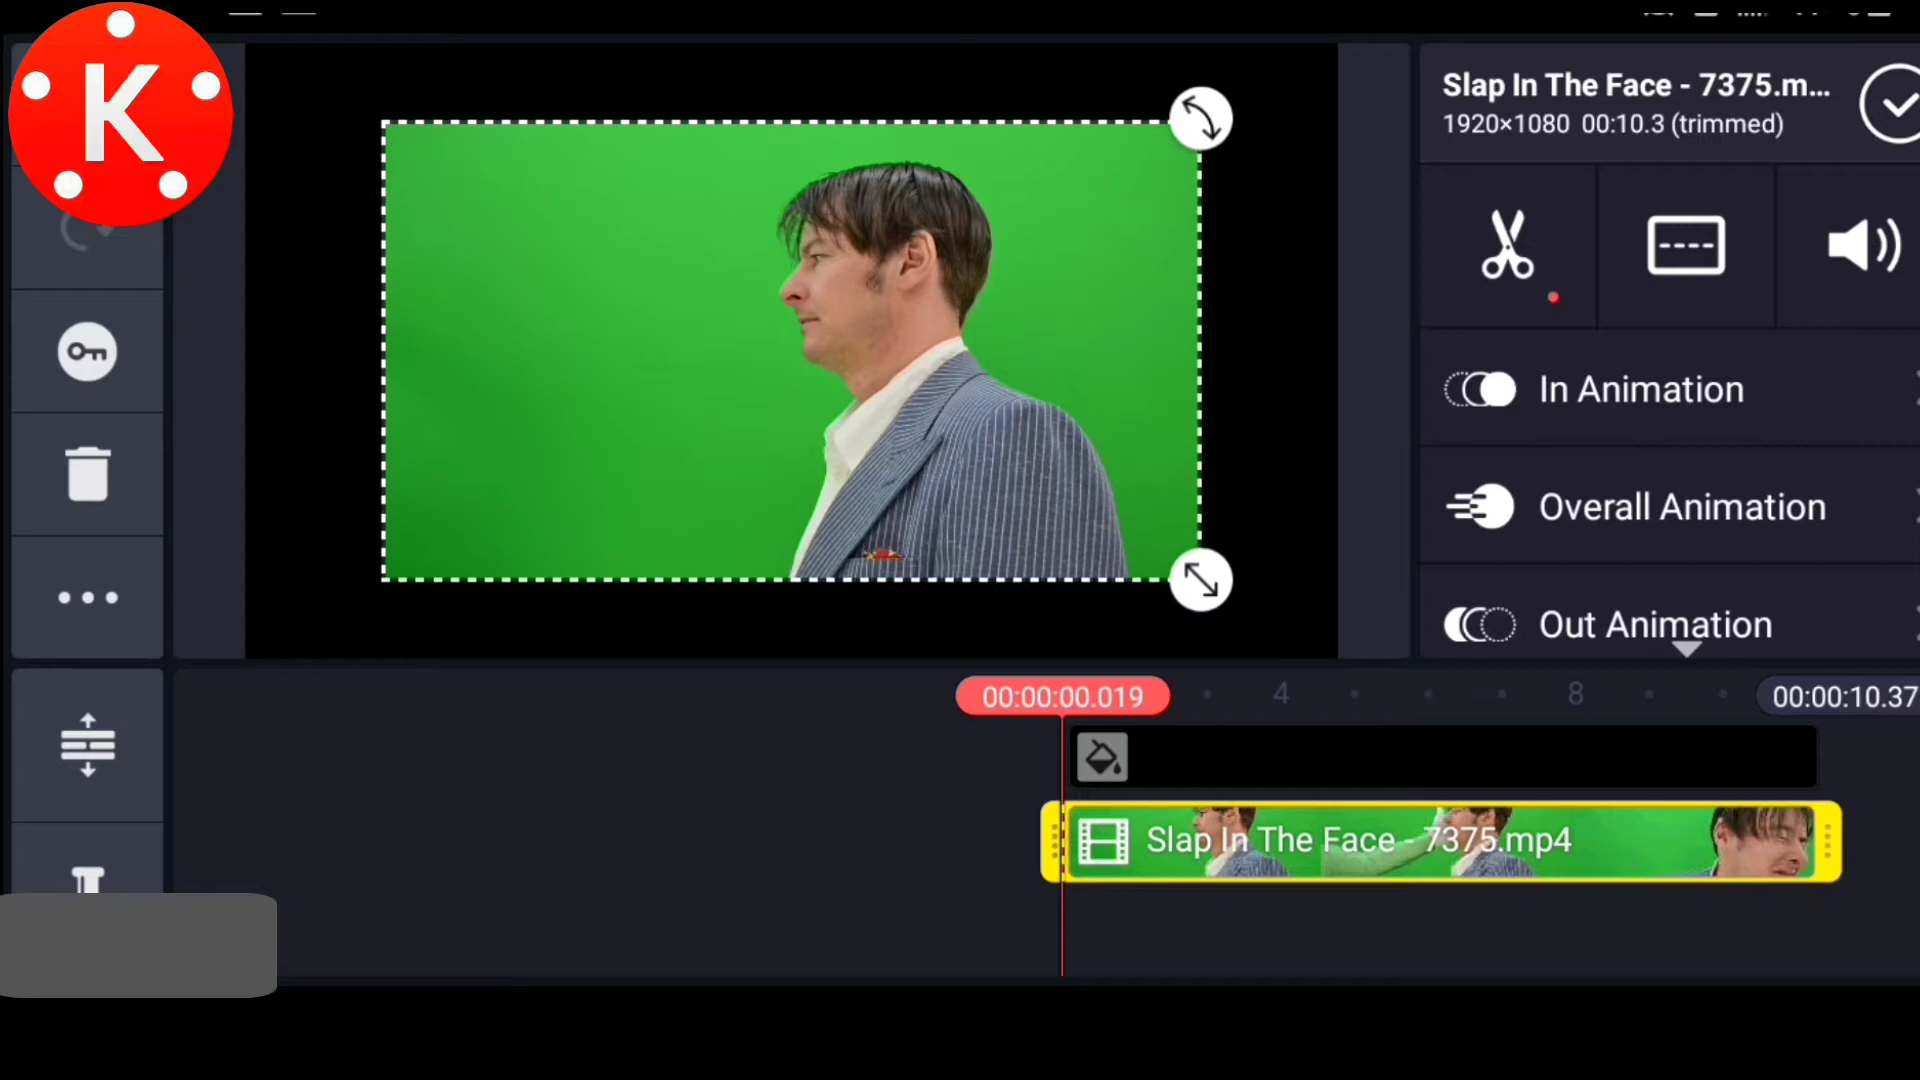 K
Slap In The Face - 7375.m...
1920×1080 00:10.3 (trimmed)
In Animation
Overall Animation
Out Animation
00:00:00.019
4
8
00:00:10.37
Slap In The Face - 7375.mp4